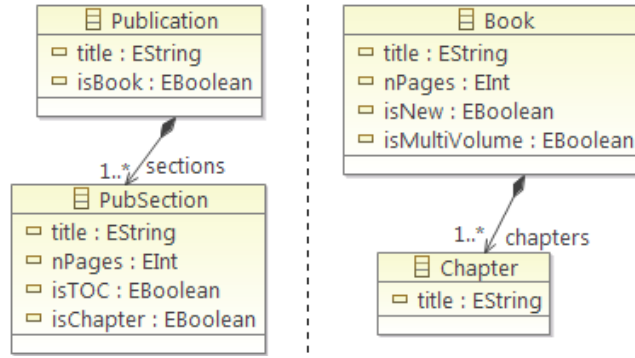 Publication
title : EString
isBook : EBoolean
1..* sections
PubSection
title : EString
nPages : EInt
isTOC : EBoolean
isChapter : EBoolean
Book
title : EString
nPages : EInt
isNew : EBoolean
isMultiVolume : EBoolean
1..* chapters
Chapter
title : EString